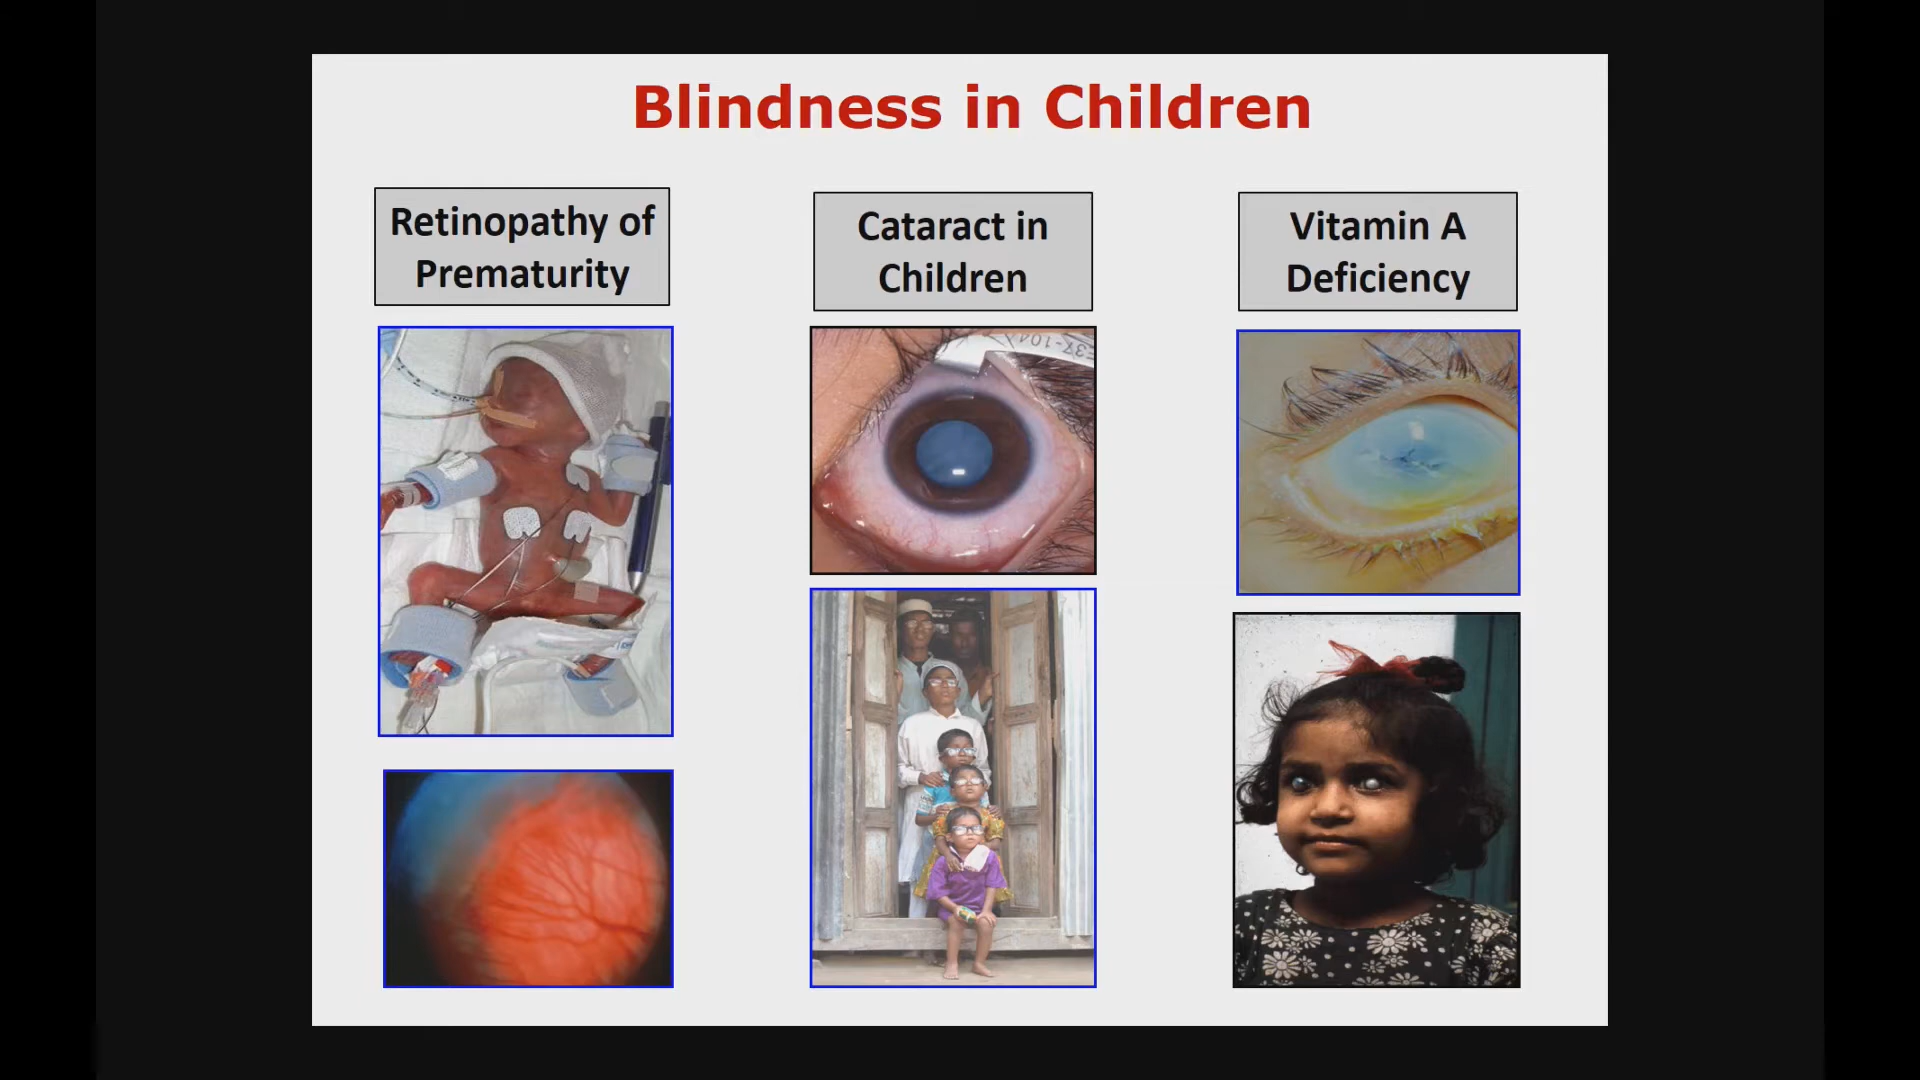 Blindness in Children
Retinopathy of
Prematurity
Cataract in
Children
Vitamin A
Deficiency